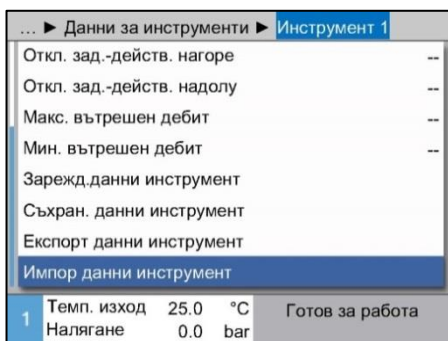 ... ► Данни за инструменти ► Инструмент 1
Откл. зад.-действ. нагоре --
Откл. зад.-действ. надолу --
Макс. вътрешен дебит --
Мин. вътрешен дебит --
Зарежд.данни инструмент
Съхран. данни инструмент
Експорт данни инструмент
Импор данни инструмент
1 Темп. изход 25.0 °C Готов за работа
Налягане 0.0 bar